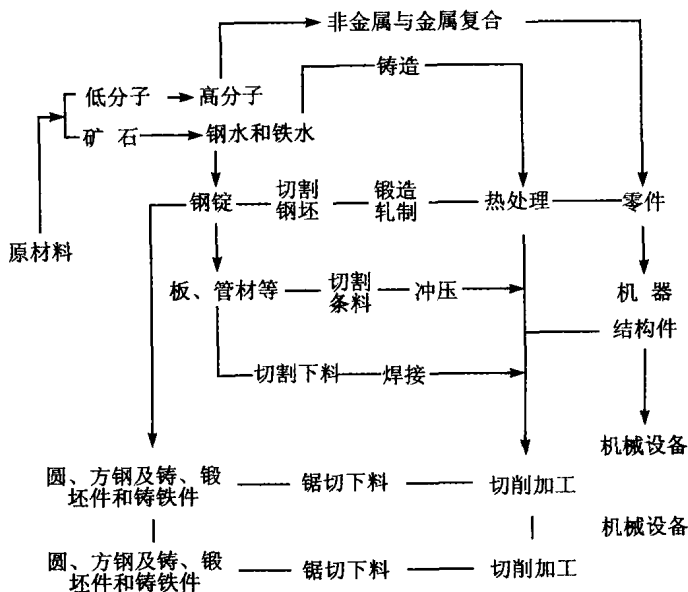 非金属与金属复合
铸造
低分子 高分子
矿 石 钢水和铁水
钢锭 切割 锻造 热处理 零件
钢坯 轧制
原材料
板、管材等 切割 冲压 机 器
条料
结构件
切割下料 焊接
机械设备
圆、方钢及铸、锻 锯切下料 切削加工
坯件和铸铁件
机械设备
圆、方钢及铸、锻 锯切下料 切削加工
坯件和铸铁件